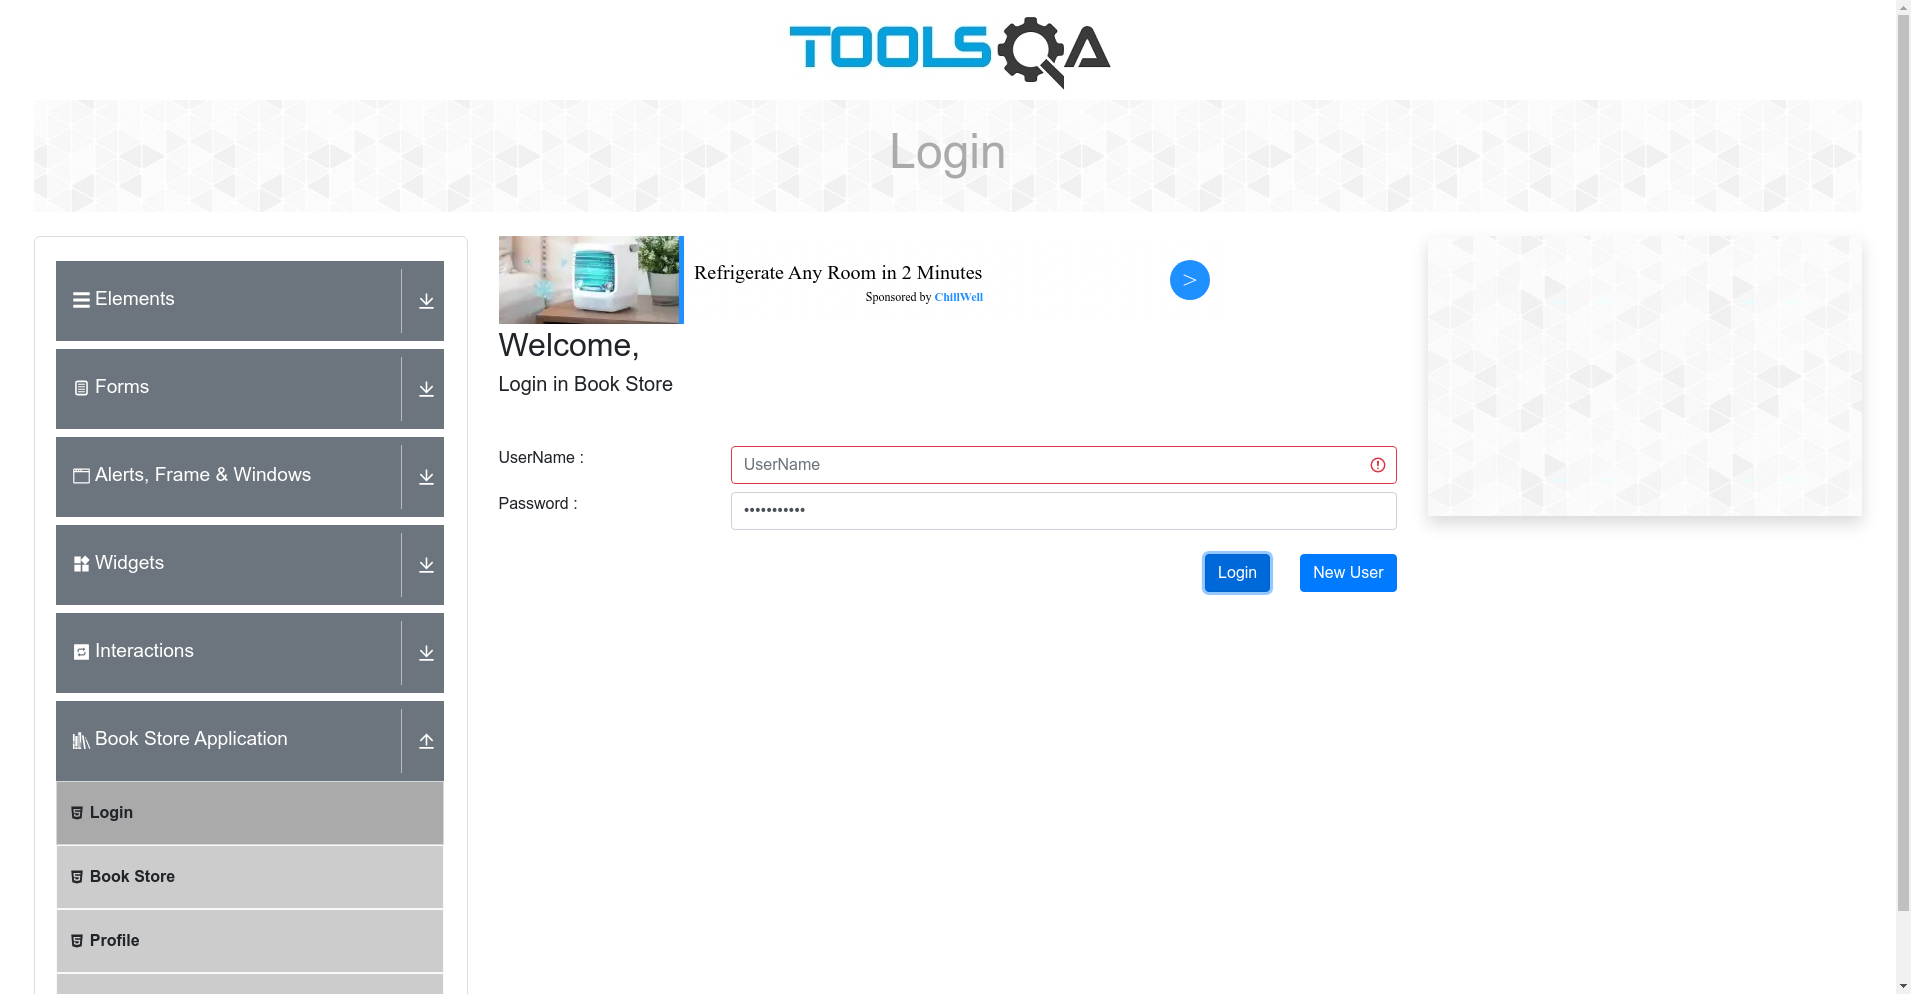 TOOLSQA
Login
Elements
Forms
Alerts, Frame & Windows
Widgets
Interactions
Book Store Application
Login
Book Store
Profile
Refrigerate Any Room in 2 Minutes
Sponsored by ChillWell
>
Welcome,
Login in Book Store
UserName :
UserName
Password :
•••••••••••
Login
New User